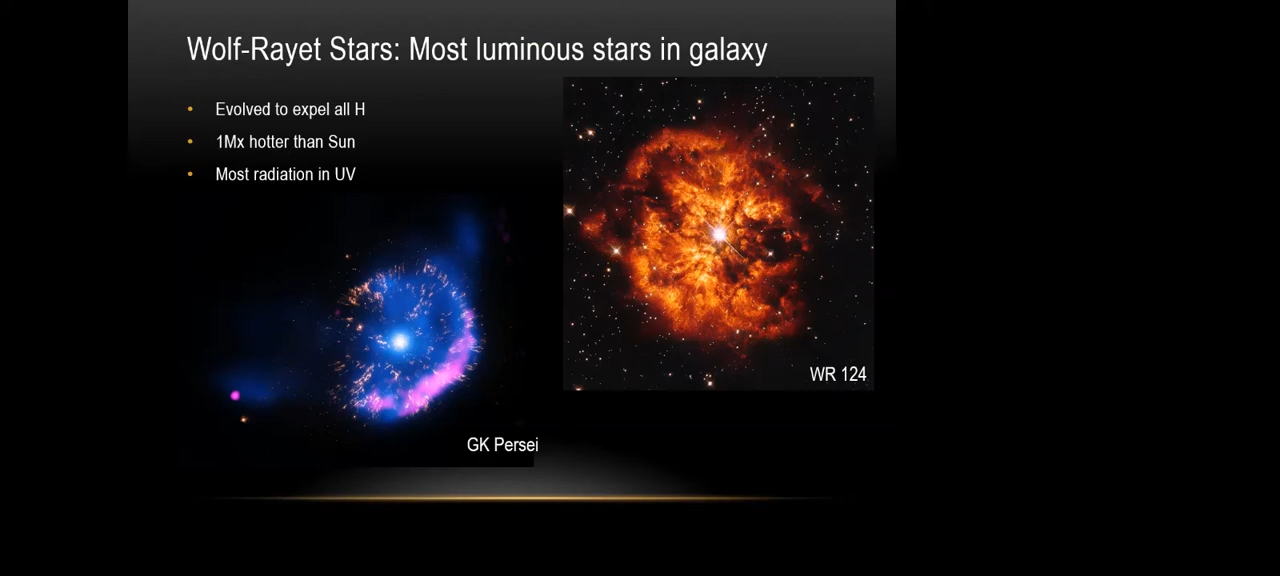 Wolf-Rayet Stars: Most luminous stars in galaxy
• Evolved to expel all H
• 1Mx hotter than Sun
• Most radiation in UV
WR 124
GK Persei